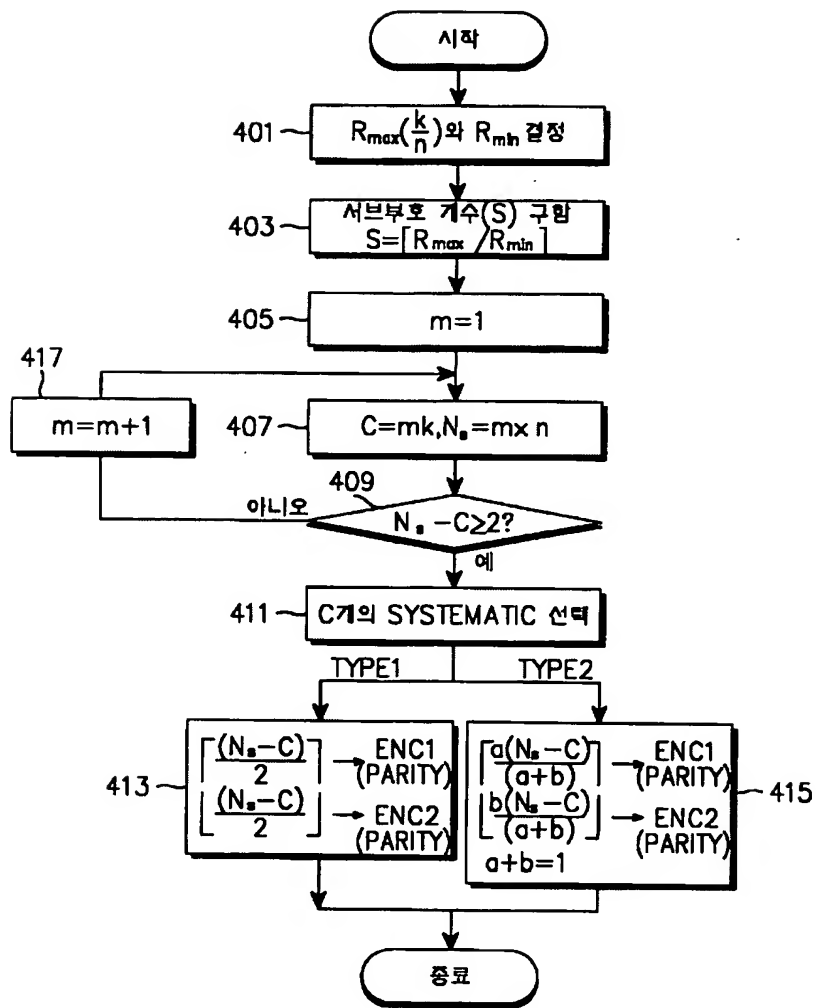 시작
401
R_max(k/n)와 R_min 결정
403
서브부호 개수(S) 구함
S=⌈R_max/R_min⌉
405
m=1
417
m=m+1
407
C=mk,N_s=m×n
409
아니오
N_s-C≥2?
예
411
C개의 SYSTEMATIC 선택
TYPE1
TYPE2
413
⌈(N_s-C)/2⌉ → ENC1
(PARITY)
⌊(N_s-C)/2⌋ → ENC2
(PARITY)
415
⌈a(N_s-C)/(a+b)⌉ → ENC1
(PARITY)
⌊b(N_s-C)/(a+b)⌋ → ENC2
(PARITY)
a+b=1
종료